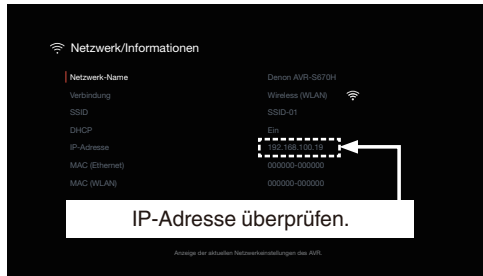 Netzwerk/Informationen
Netzwerk-Name Denon AVR-S670H
Verbindung Wireless (WLAN)
SSID SSID-01
DHCP Ein
IP-Adresse 192.168.100.19
MAC (Ethernet) 000000-000000
MAC (WLAN) 000000-000000
IP-Adresse überprüfen.
Anzeige der aktuellen Netzwerkeinstellungen des AVR.